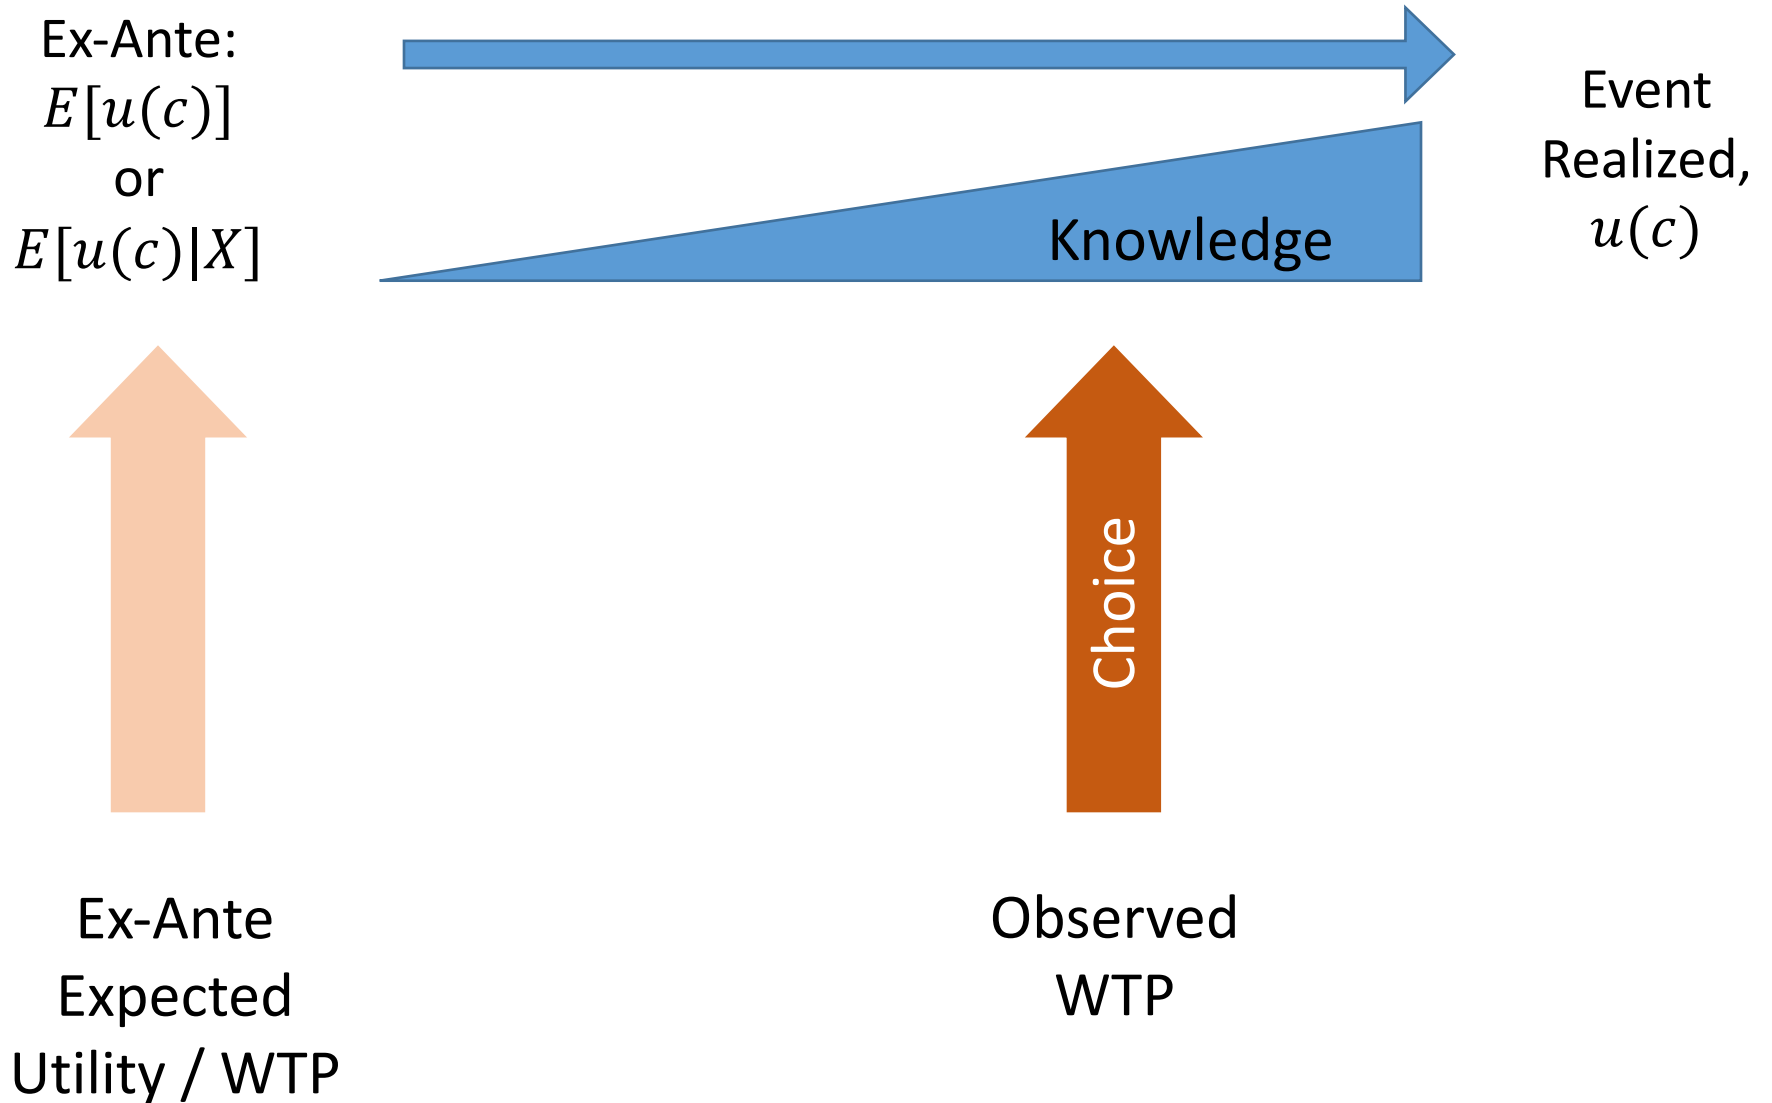 Ex-Ante:
E[u(c)]
or
E[u(c)|X]
Event
Realized,
u(c)
Knowledge
Choice
Ex-Ante
Expected
Utility / WTP
Observed
WTP